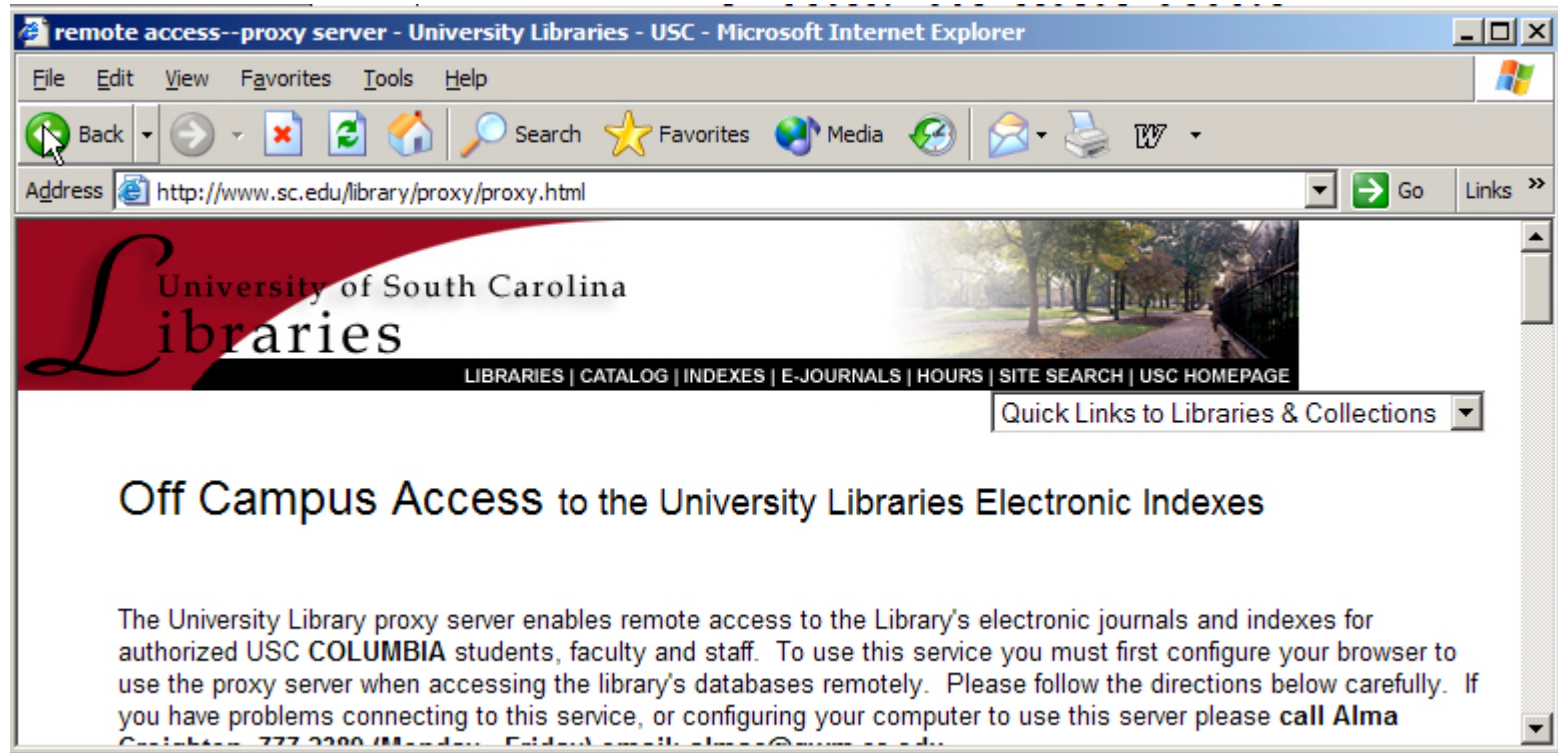 remote access--proxy server - University Libraries - USC - Microsoft Internet Explorer
File Edit View Favorites Tools Help
Back Search Favorites Media
Address http://www.sc.edu/library/proxy/proxy.html Go Links »
University of South Carolina
Libraries
LIBRARIES | CATALOG | INDEXES | E-JOURNALS | HOURS | SITE SEARCH | USC HOMEPAGE
Quick Links to Libraries & Collections
Off Campus Access to the University Libraries Electronic Indexes
The University Library proxy server enables remote access to the Library's electronic journals and indexes for
authorized USC COLUMBIA students, faculty and staff. To use this service you must first configure your browser to
use the proxy server when accessing the library's databases remotely. Please follow the directions below carefully. If
you have problems connecting to this service, or configuring your computer to use this server please call Alma